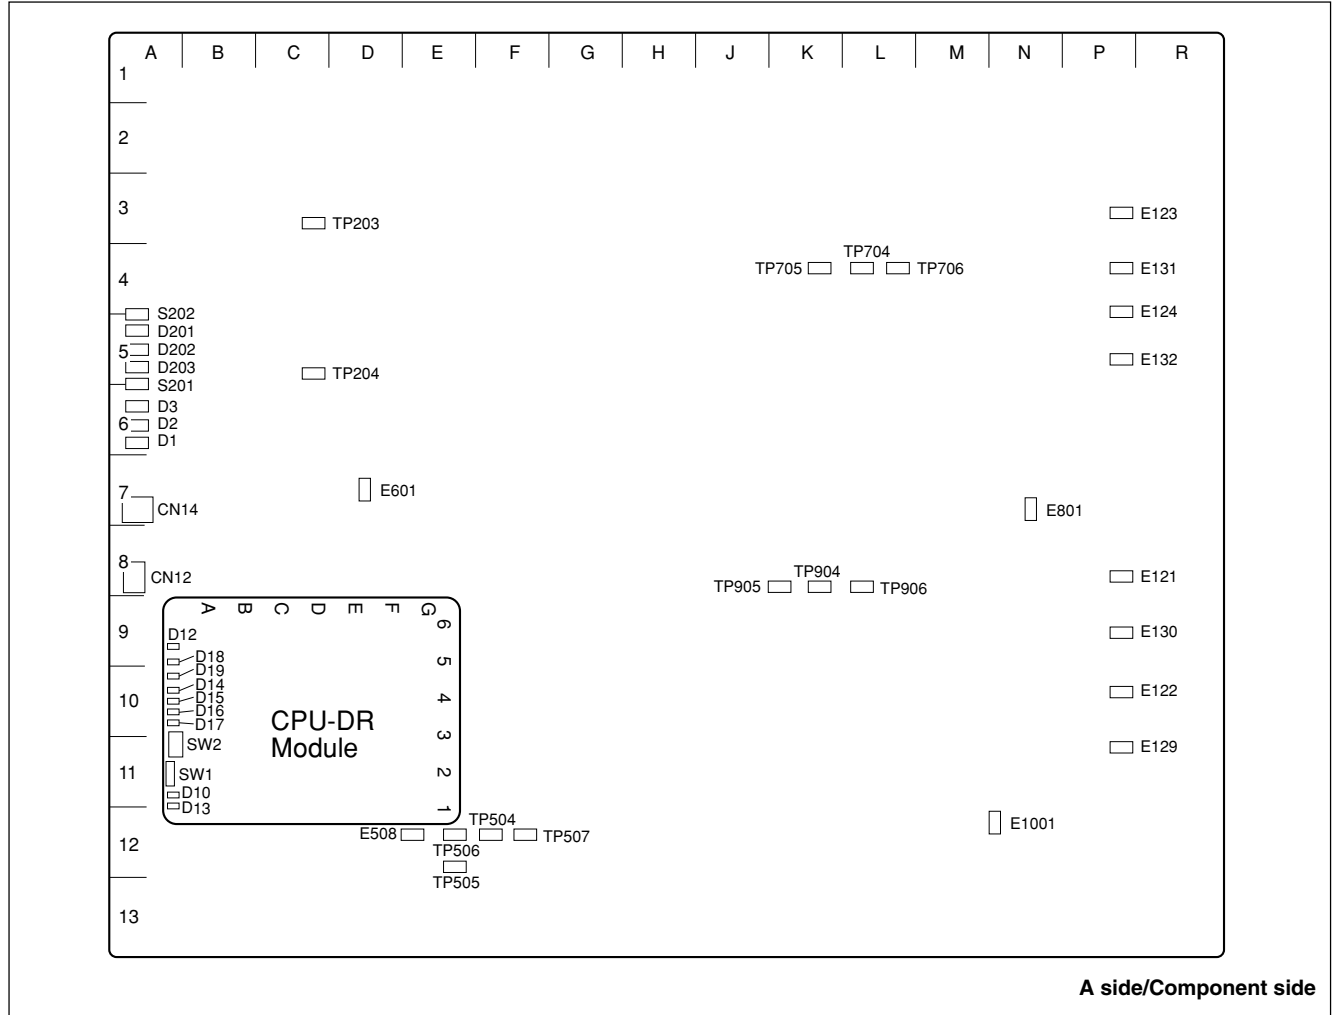 A B C D E F G H J K L M N P R
1
2
3
TP203
E123
4
TP704
TP705
TP706
E131
S202
E124
D201
5
D202
D203
S201
TP204
E132
D3
6
D2
D1
7
CN14
E601
E801
8
CN12
TP904
TP905
TP906
E121
A B C D E F G
9
D12
6
E130
D18
5
D19
D14
10
D15
4
E122
D16
D17
CPU-DR
Module
3
SW2
E129
11
SW1
2
D10
D13
1
12
E508
TP504
TP507
E1001
TP506
TP505
13
A side/Component side